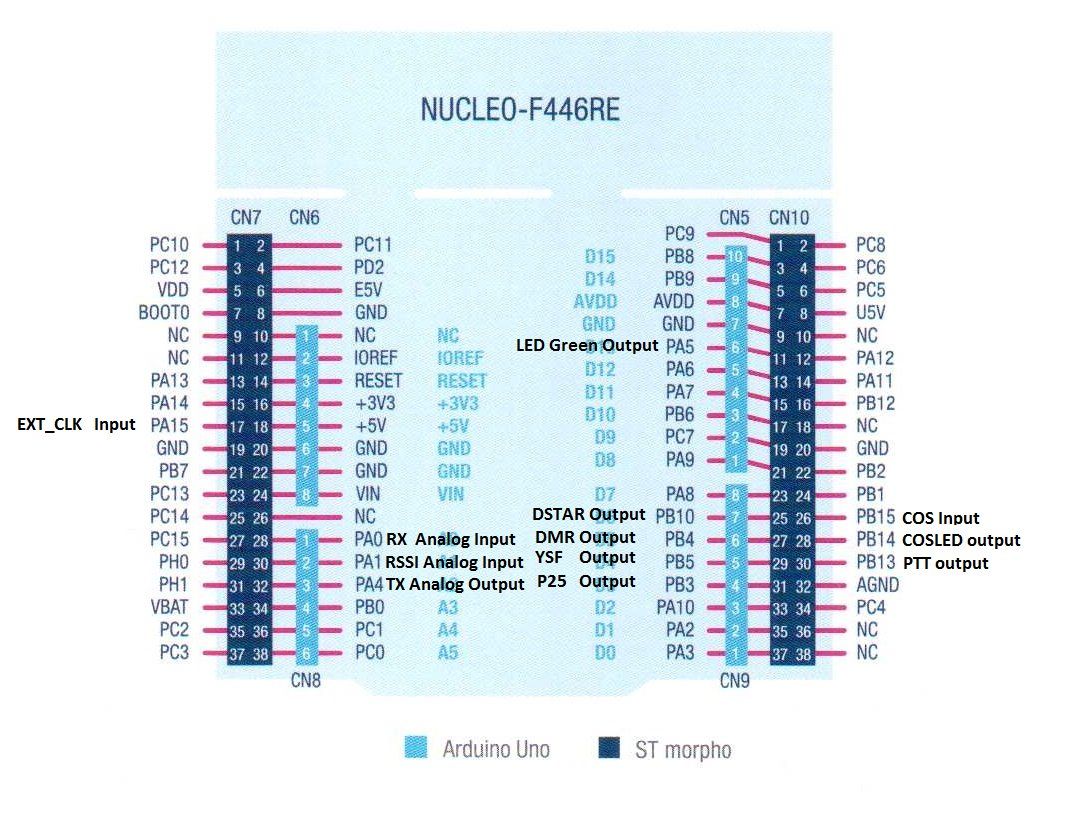 NUCLEO-F446RE
CN7 CN6 CN5 CN10
PC9
PC10 1 2 PC11 1 2 PC8
D15 PB8 10
PC12 3 4 PD2 3 4 PC6
D14 PB9 9
VDD 5 6 E5V 5 6 PC5
AVDD AVDD 8
BOOT0 7 8 GND 7 8 U5V
GND GND 7
NC 9 10 1 NC NC 9 10 NC
LED Green Output PA5 6
NC 11 12 2 IOREF IOREF 11 12 PA12
D12 PA6 5
PA13 13 14 3 RESET RESET 13 14 PA11
D11 PA7 4
PA14 15 16 4 +3V3 +3V3 15 16 PB12
D10 PB6 3
EXT_CLK Input PA15 17 18 5 +5V +5V 17 18 NC
D9 PC7 2
GND 19 20 6 GND GND 19 20 GND
D8 PA9 1
PB7 21 22 7 GND GND 21 22 PB2
PC13 23 24 8 VIN VIN D7 PA8 8 23 24 PB1
PC14 25 26 NC DSTAR Output PB10 7 25 26 PB15 COS Input
PC15 27 28 1 PA0 RX Analog Input DMR Output PB4 6 27 28 PB14 COSLED output
PH0 29 30 2 PA1 RSSI Analog Input YSF Output PB5 5 29 30 PB13 PTT output
PH1 31 32 3 PA4 TX Analog Output P25 Output PB3 4 31 32 AGND
VBAT 33 34 4 PB0 A3 D2 PA10 3 33 34 PC4
PC2 35 36 5 PC1 A4 D1 PA2 2 35 36 NC
PC3 37 38 6 PC0 A5 D0 PA3 1 37 38 NC
CN8 CN9
Arduino Uno ST morpho